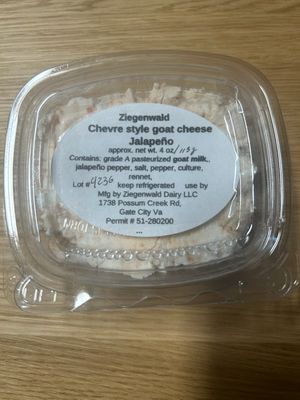 Ziegenwald
Chevre style goat cheese
Jalapeño
approx. net wt. 4 oz/113g
Contains: grade A pasteurized goat milk,
jalapeño pepper, salt, pepper, culture,
rennet,
Lot #4236 keep refrigerated use by
Mfg by Ziegenwald Dairy LLC
1738 Possum Creek Rd,
Gate City Va
Permit # 51-280200